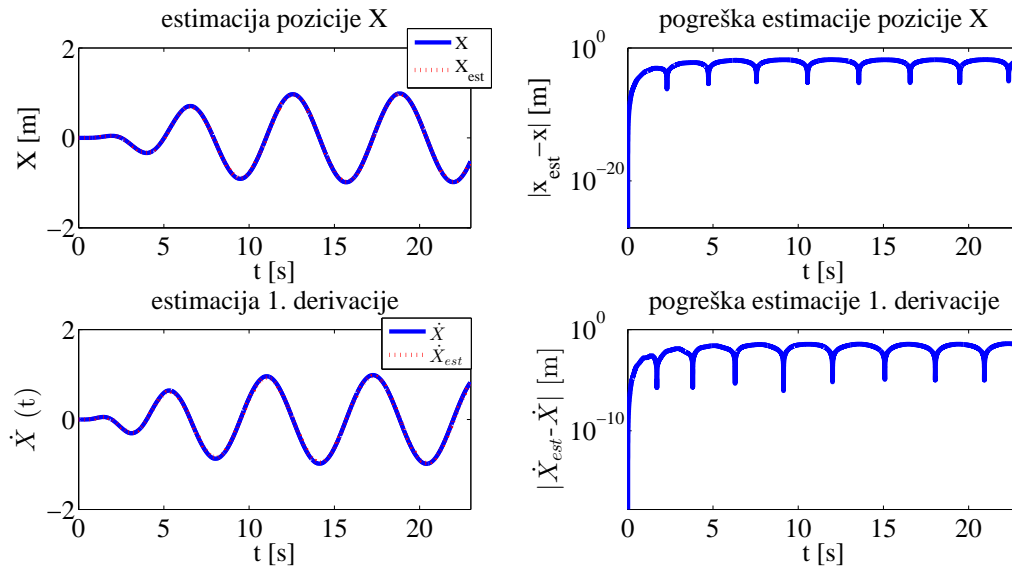 estimacija pozicije X
X
X_est
2
0
−2
X [m]
0 5 10 15 20
t [s]
pogreška estimacije pozicije X
10^0
10^−20
|x_est−x| [m]
0 5 10 15 20
t [s]
estimacija 1. derivacije
Ẋ
Ẋ_est
2
0
−2
Ẋ (t)
0 5 10 15 20
t [s]
pogreška estimacije 1. derivacije
10^0
10^−10
|Ẋ_est-Ẋ| [m]
0 5 10 15 20
t [s]